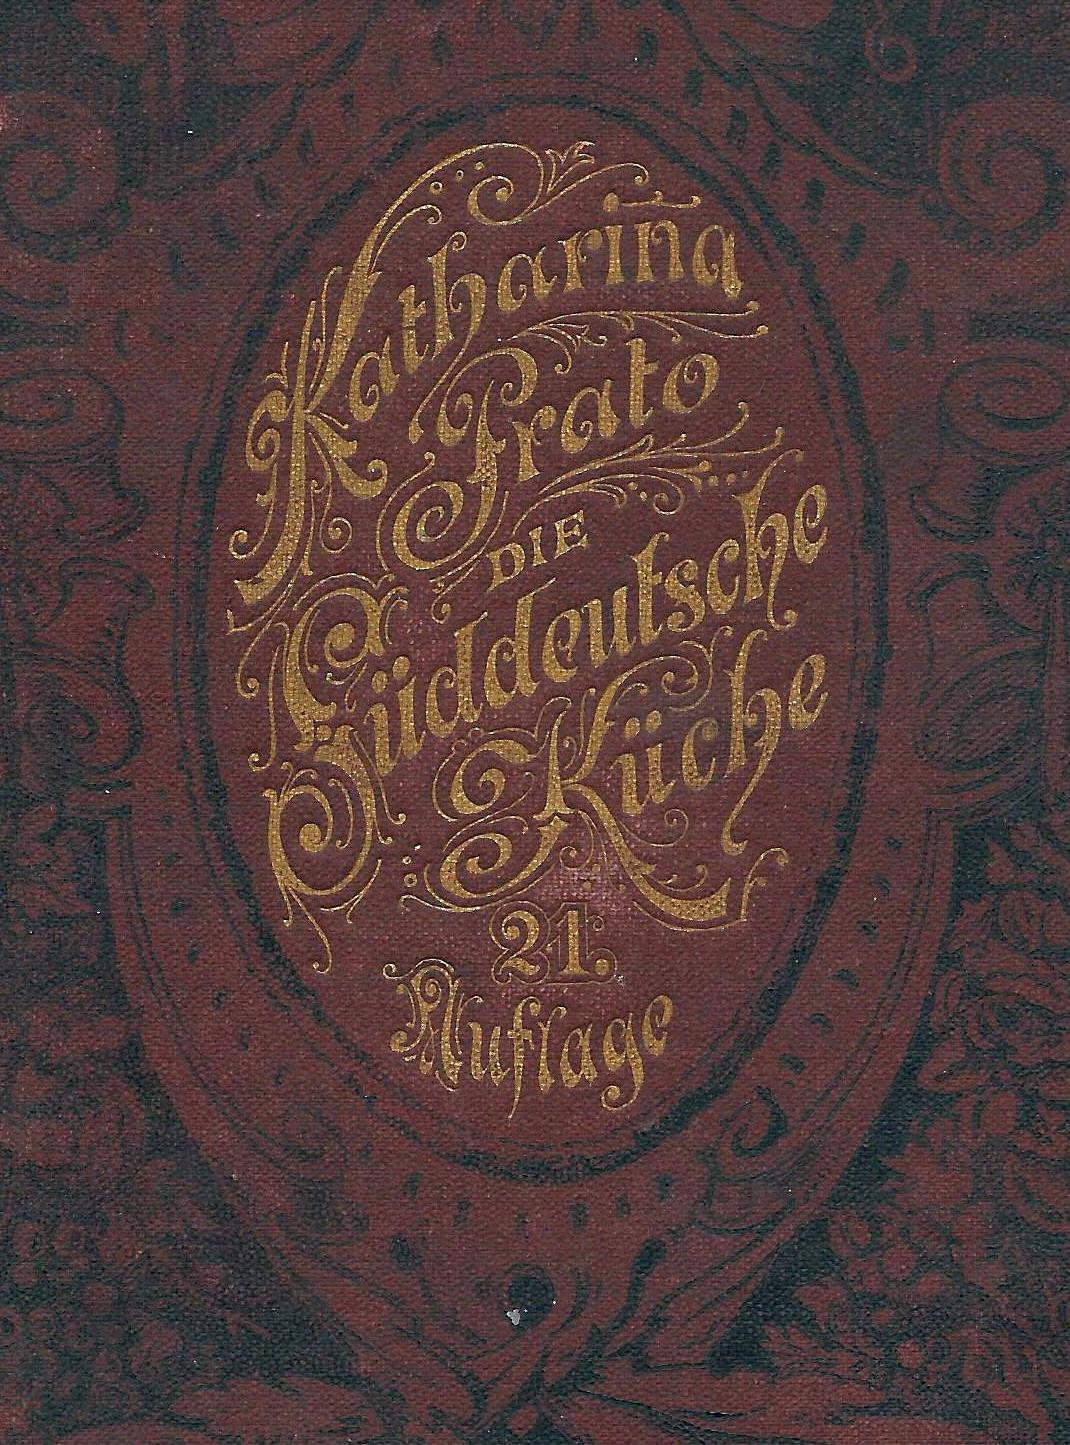 Katharina
Prato
DIE
Süddeutsche
Küche
21.
Auflage